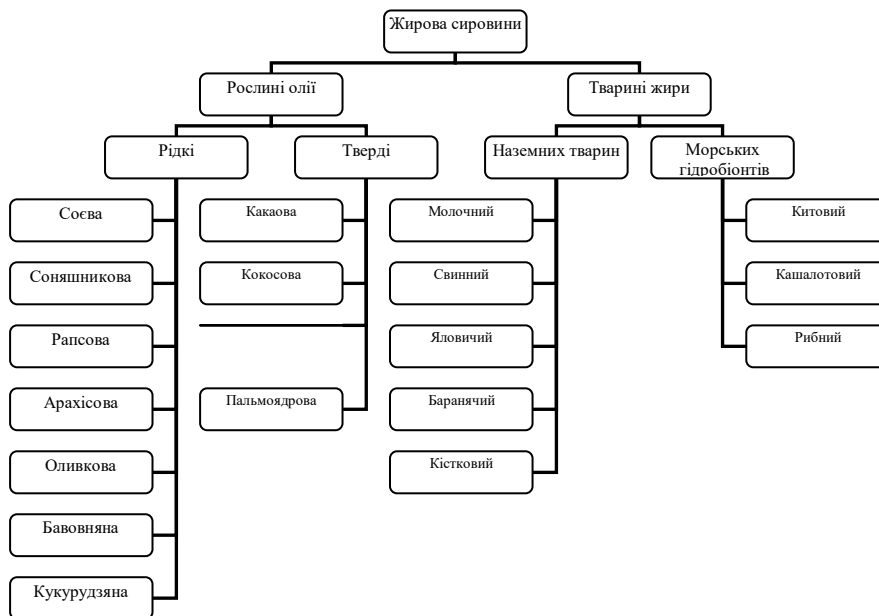 Жирова сировини
Рослині олії
Тварині жири
Рідкі
Тверді
Наземних тварин
Морських
гідробіонтів
Соєва
Какаова
Молочний
Китовий
Соняшникова
Кокосова
Свинний
Кашалотовий
Рапсова
Яловичий
Рибний
Арахісова
Пальмоядрова
Баранячий
Оливкова
Кістковий
Бавовняна
Кукурудзяна